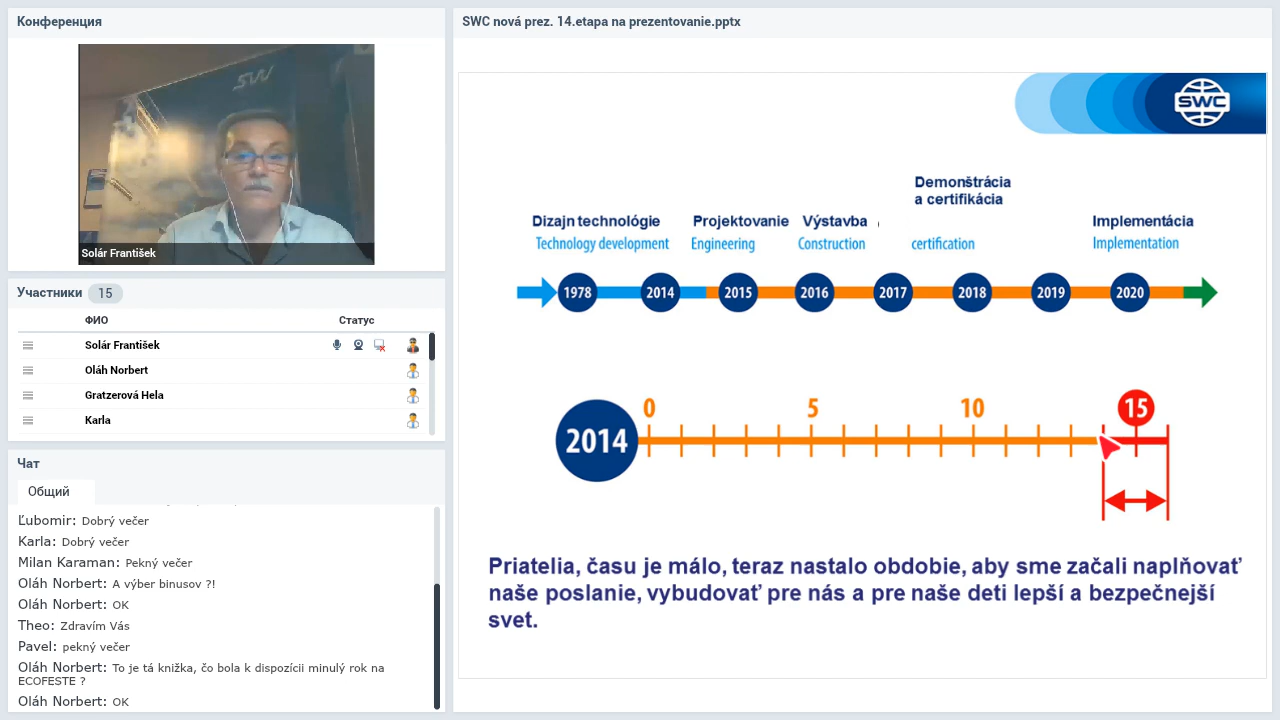 Конференция
SWC
Solár František
Участники 15
ФИО Статус
Solár František
Oláh Norbert
Gratzerová Hela
Karla
Чат
Общий
Ľubomir: Dobrý večer
Karla: Dobrý večer
Milan Karaman: Pekný večer
Oláh Norbert: A výber binusov ?!
Oláh Norbert: OK
Theo: Zdravím Vás
Pavel: pekný večer
Oláh Norbert: To je tá knižka, čo bola k dispozícii minulý rok na
ECOFESTE ?
Oláh Norbert: OK
SWC nová prez. 14.etapa na prezentovanie.pptx
SWC
Demonštrácia
a certifikácia
Dizajn technológie Projektovanie Výstavba Implementácia
Technology development Engineering Construction certification Implementation
1978 2014 2015 2016 2017 2018 2019 2020
0 5 10 15
2014
Priatelia, času je málo, teraz nastalo obdobie, aby sme začali naplňovať
naše poslanie, vybudovať pre nás a pre naše deti lepší a bezpečnejší
svet.